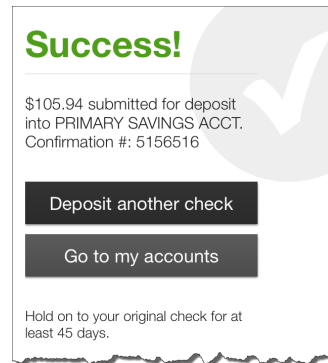 Success!
$105.94 submitted for deposit
into PRIMARY SAVINGS ACCT.
Confirmation #: 5156516
Deposit another check
Go to my accounts
Hold on to your original check for at
least 45 days.